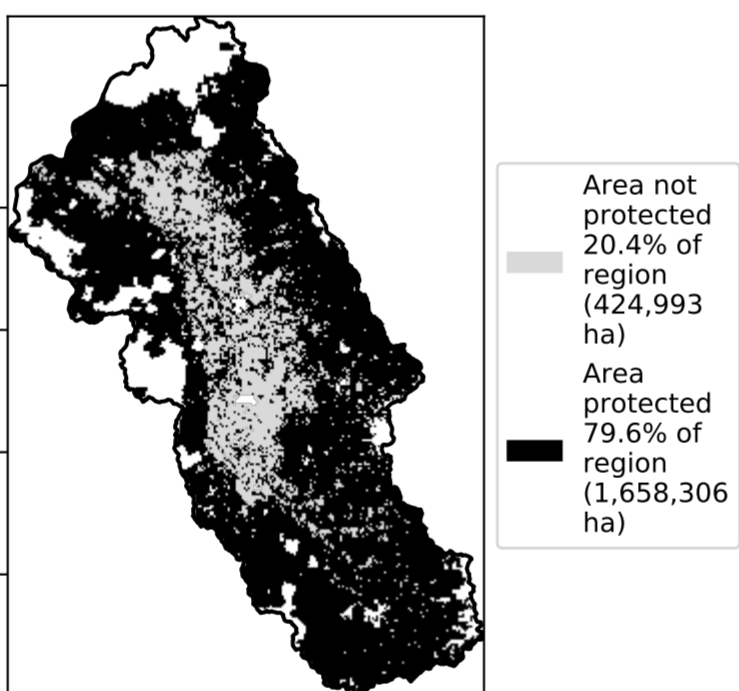 Area not
protected
20.4% of
region
(424,993
ha)
Area
protected
79.6% of
region
(1,658,306
ha)